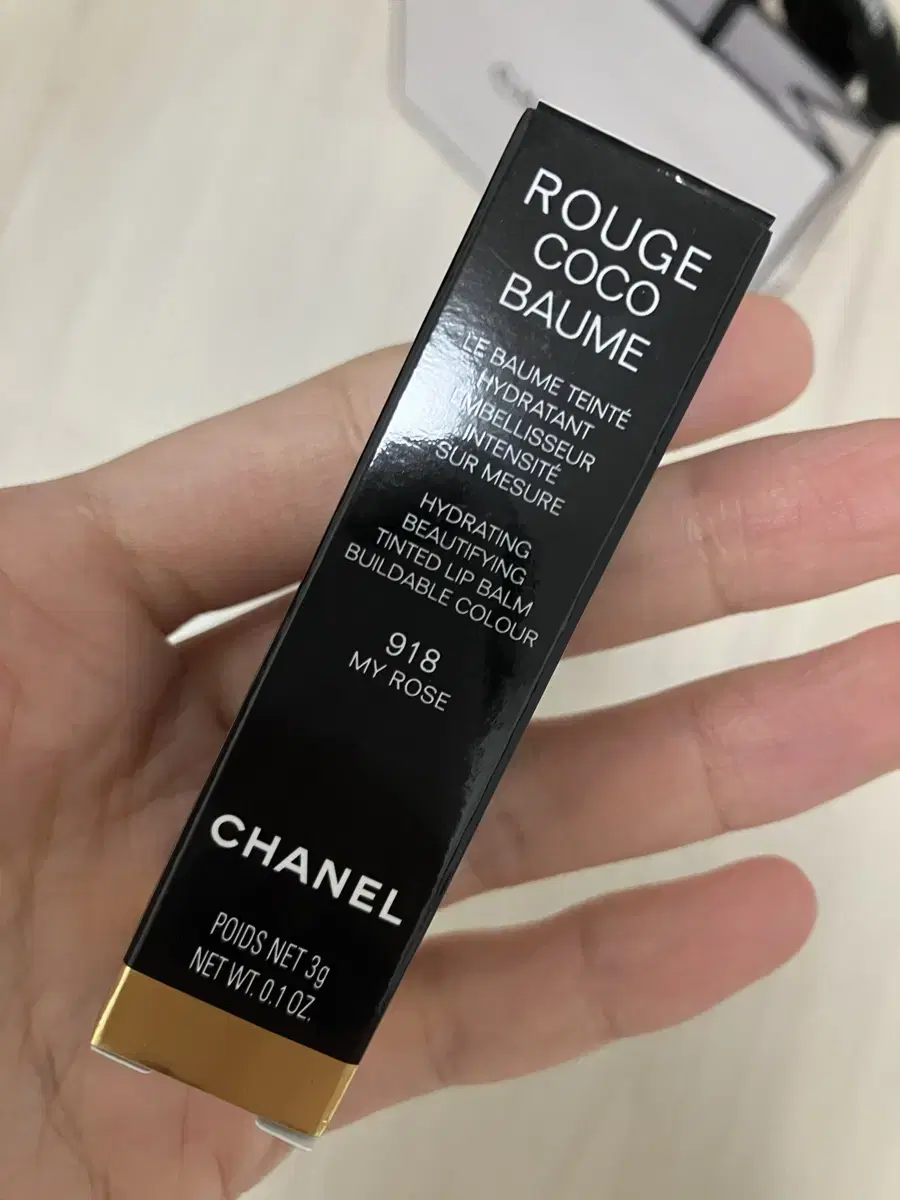 ROUGE
COCO
BAUME
LE BAUME TEINTÉ
HYDRATANT
EMBELLISSEUR
INTENSITÉ
SUR MESURE
HYDRATING
BEAUTIFYING
TINTED LIP BALM
BUILDABLE COLOUR
918
MY ROSE
CHANEL
POIDS NET 3g
NET WT. 0.1 OZ.